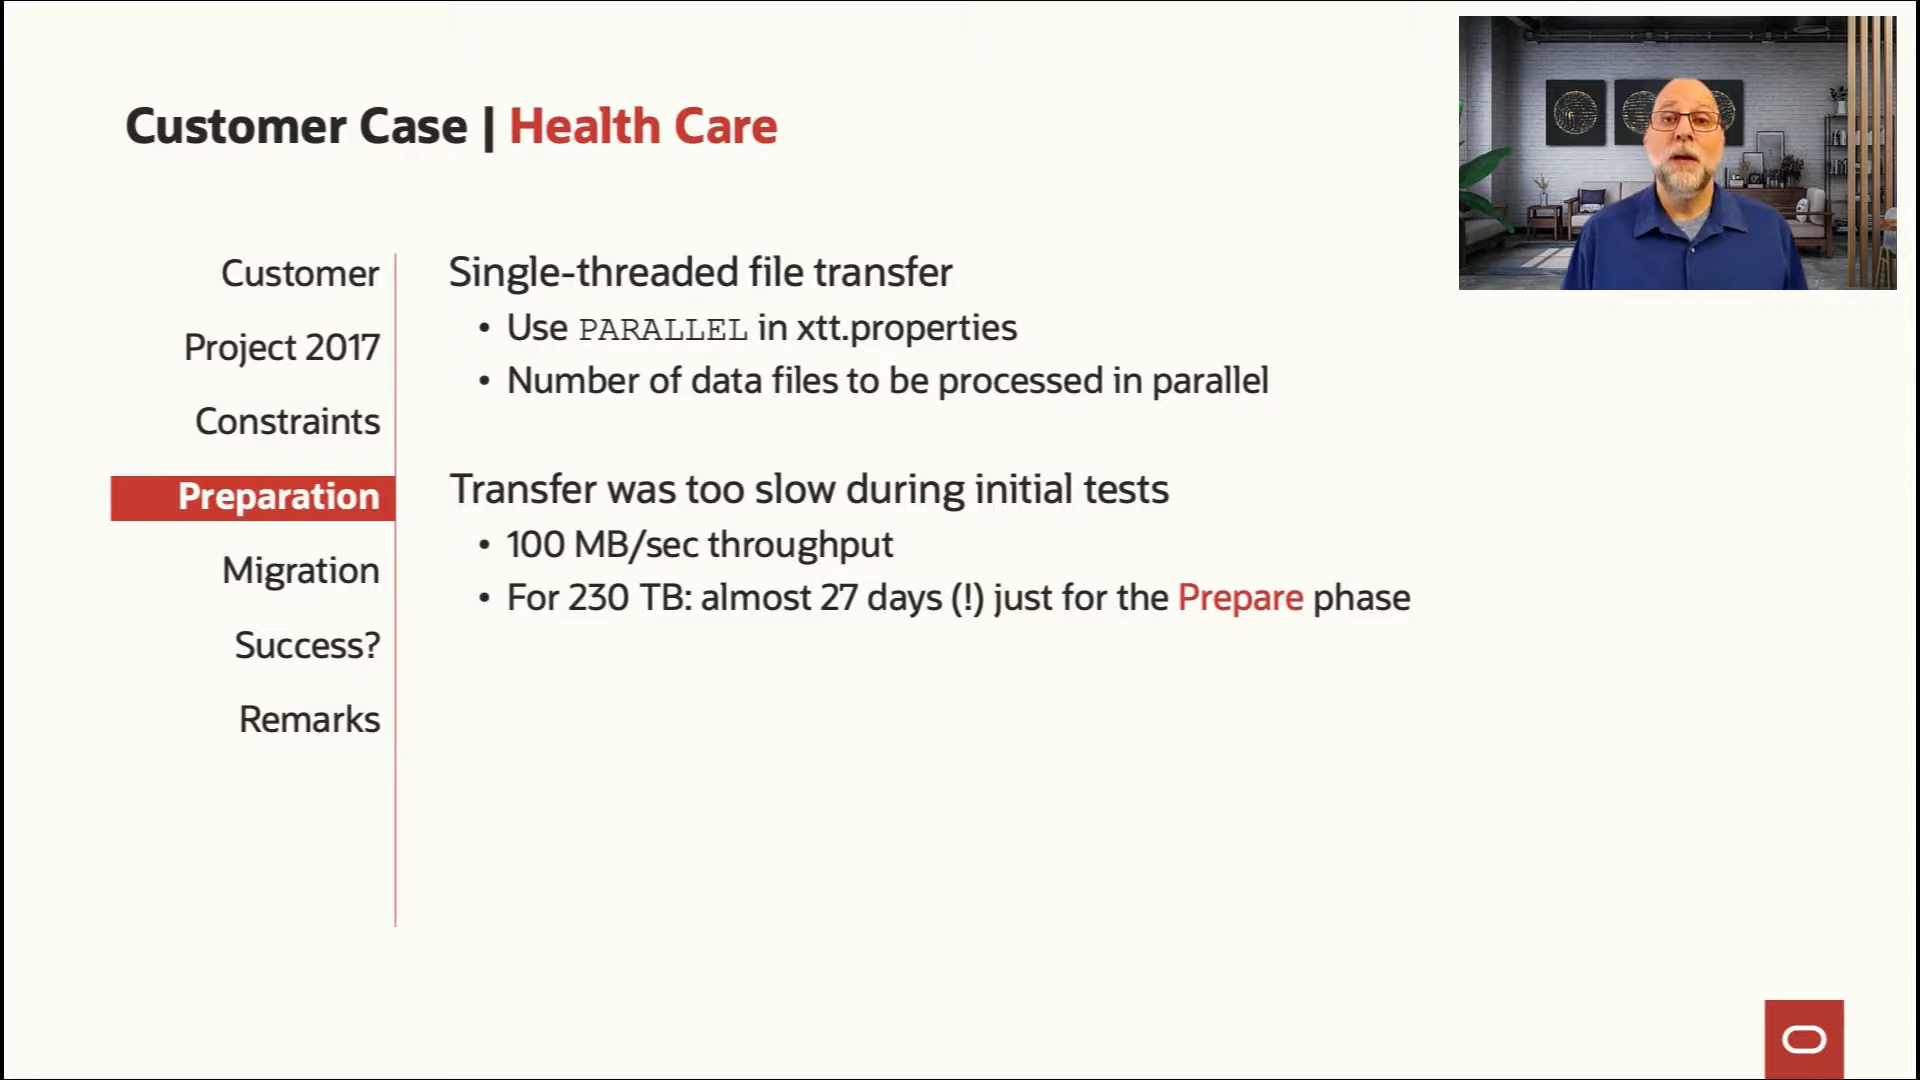 Customer Case | Health Care
Customer
Project 2017
Constraints
Preparation
Migration
Success?
Remarks
Single-threaded file transfer
• Use PARALLEL in xtt.properties
• Number of data files to be processed in parallel
Transfer was too slow during initial tests
• 100 MB/sec throughput
• For 230 TB: almost 27 days (!) just for the Prepare phase